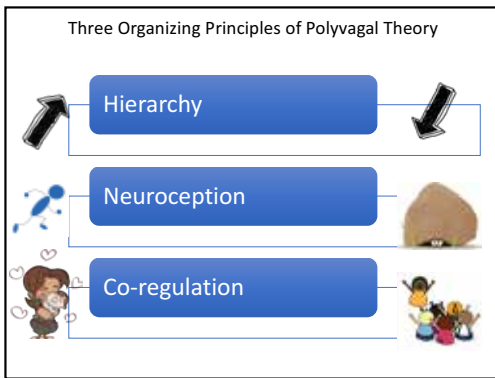 Three Organizing Principles of Polyvagal Theory
Hierarchy
Neuroception
Co-regulation